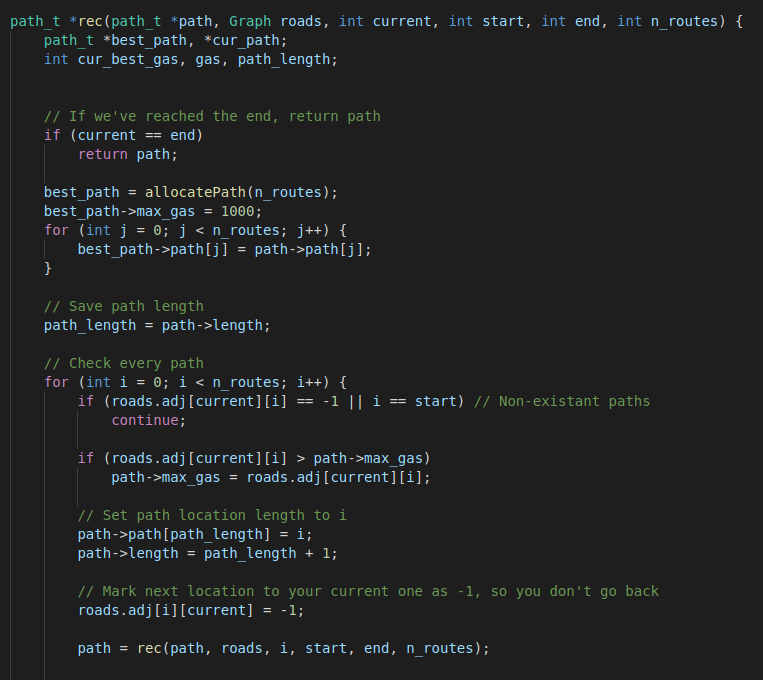 path_t *rec(path_t *path, Graph roads, int current, int start, int end, int n_routes) {
    path_t *best_path, *cur_path;
    int cur_best_gas, gas, path_length;
    // If we've reached the end, return path
    if (current == end)
        return path;
    best_path = allocatePath(n_routes);
    best_path->max_gas = 1000;
    for (int j = 0; j < n_routes; j++) {
        best_path->path[j] = path->path[j];
    }
    // Save path length
    path_length = path->length;
    // Check every path
    for (int i = 0; i < n_routes; i++) {
        if (roads.adj[current][i] == -1 || i == start) // Non-existant paths
            continue;
        if (roads.adj[current][i] > path->max_gas)
            path->max_gas = roads.adj[current][i];
        // Set path location length to i
        path->path[path_length] = i;
        path->length = path_length + 1;
        // Mark next location to your current one as -1, so you don't go back
        roads.adj[i][current] = -1;
        path = rec(path, roads, i, start, end, n_routes);